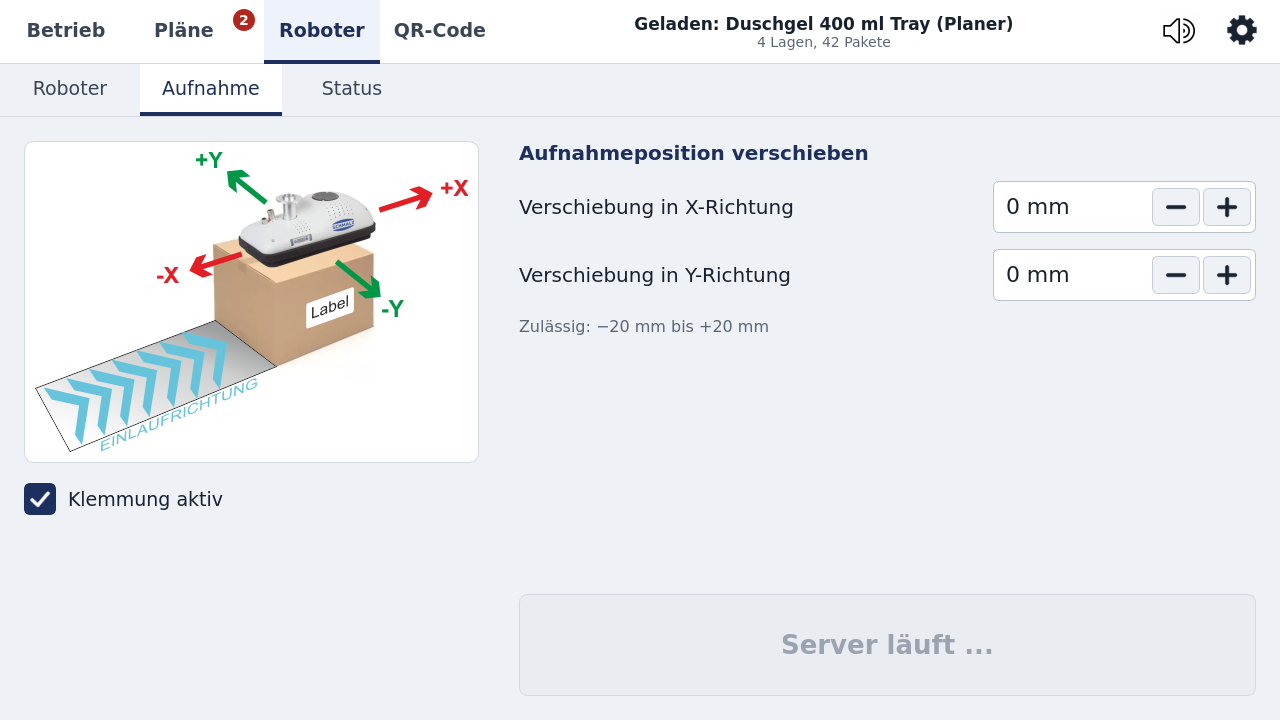 Betrieb
Pläne
2
Roboter
QR-Code
Geladen: Duschgel 400 ml Tray (Planer)
4 Lagen, 42 Pakete
Roboter
Aufnahme
Status
+Y
+X
SCHMALZ
-X
Label
-Y
EINLAUFRICHTUNG
Klemmung aktiv
Aufnahmeposition verschieben
Verschiebung in X-Richtung
0 mm
Verschiebung in Y-Richtung
0 mm
Zulässig: −20 mm bis +20 mm
Server läuft ...